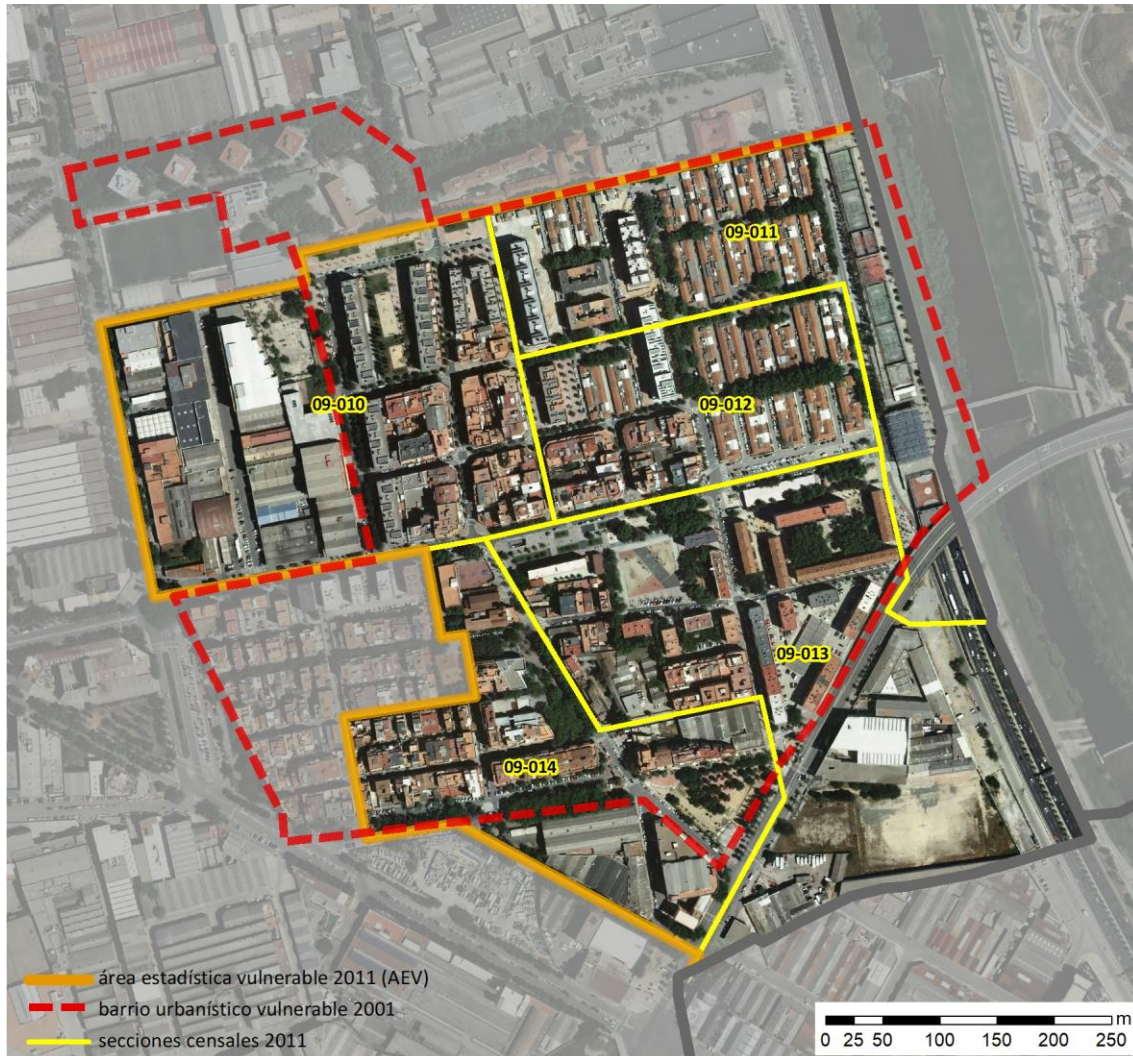 09-011
09-010
09-012
09-013
09-014
área estadística vulnerable 2011 (AEV)
barrio urbanístico vulnerable 2001
secciones censales 2011
0 25 50 100 150 200 250 m